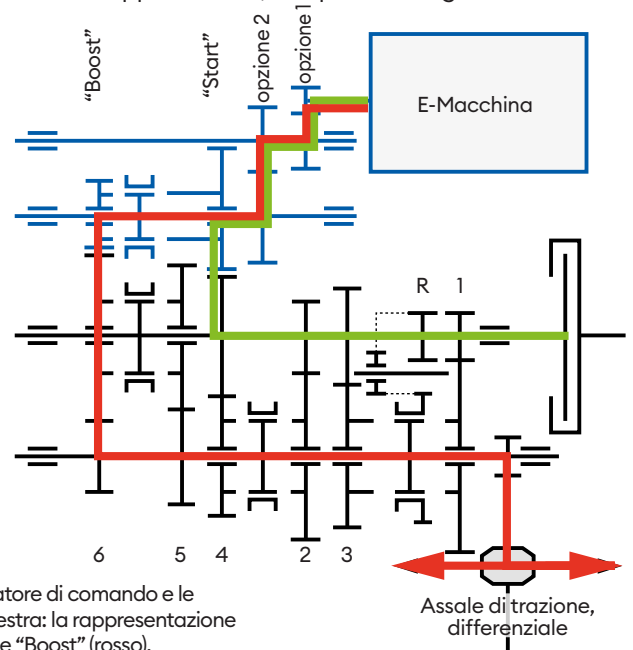 "Boost"
"Start"
opzione 2
opzione 1
E-Macchina
R 1
6 5 4 2 3
atore di comando e le
estra: la rappresentazione
e "Boost" (rosso).
Assale di trazione,
differenziale